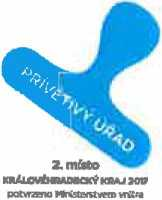 PŘÍVĚTIVÝ ÚŘAD
2. místo
KRÁLOVÉHRADECKÝ KRAJ 2017
potvrzeno Ministerstvem vnitra